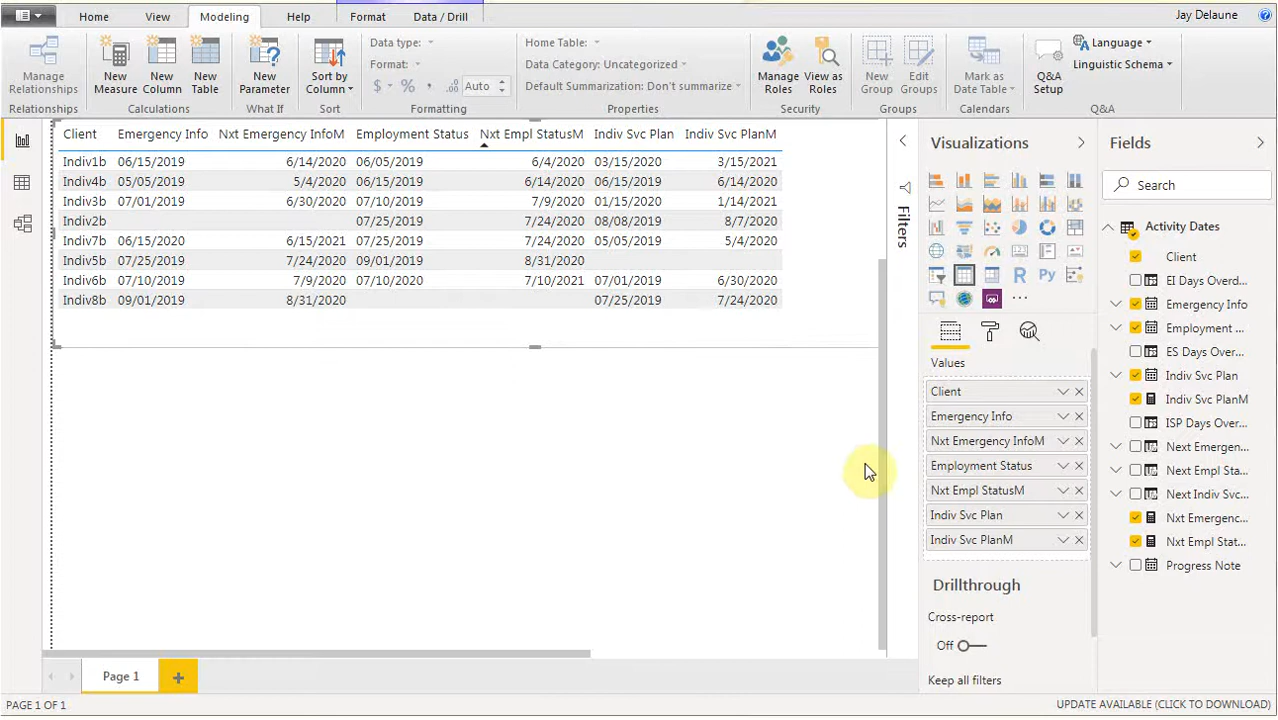 Home View Modeling Help Format Data / Drill Jay Delaune
Manage Relationships
New Measure
New Column
New Table
New Parameter
Sort by Column
Data type:
Format:
$ % , .00 Auto
Home Table:
Data Category: Uncategorized
Default Summarization: Don't summarize
Manage Roles
View as Roles
New Group
Edit Groups
Mark as Date Table
Q&A Setup
Language
Linguistic Schema
Relationships Calculations What If Sort Formatting Properties Security Groups Calendars Q&A
Client Emergency Info Nxt Emergency InfoM Employment Status Nxt Empl StatusM Indiv Svc Plan Indiv Svc PlanM
Indiv1b 06/15/2019 6/14/2020 06/05/2019 6/4/2020 03/15/2020 3/15/2021
Indiv4b 05/05/2019 5/4/2020 06/15/2019 6/14/2020 06/15/2019 6/14/2020
Indiv3b 07/01/2019 6/30/2020 07/10/2019 7/9/2020 01/15/2020 1/14/2021
Indiv2b 07/25/2019 7/24/2020 08/08/2019 8/7/2020
Indiv7b 06/15/2020 6/15/2021 07/25/2019 7/24/2020 05/05/2019 5/4/2020
Indiv5b 07/25/2019 7/24/2020 09/01/2019 8/31/2020
Indiv6b 07/10/2019 7/9/2020 07/10/2020 7/10/2021 07/01/2019 6/30/2020
Indiv8b 09/01/2019 8/31/2020 07/25/2019 7/24/2020
Filters
Visualizations
R Py
Values
Client
Emergency Info
Nxt Emergency InfoM
Employment Status
Nxt Empl StatusM
Indiv Svc Plan
Indiv Svc PlanM
Drillthrough
Cross-report
Off
Keep all filters
Fields
Search
Activity Dates
Client
EI Days Overd...
Emergency Info
Employment ...
ES Days Over...
Indiv Svc Plan
Indiv Svc PlanM
ISP Days Over...
Next Emergen...
Next Empl Sta...
Next Indiv Svc...
Nxt Emergenc...
Nxt Empl Stat...
Progress Note
Page 1
PAGE 1 OF 1 UPDATE AVAILABLE (CLICK TO DOWNLOAD)